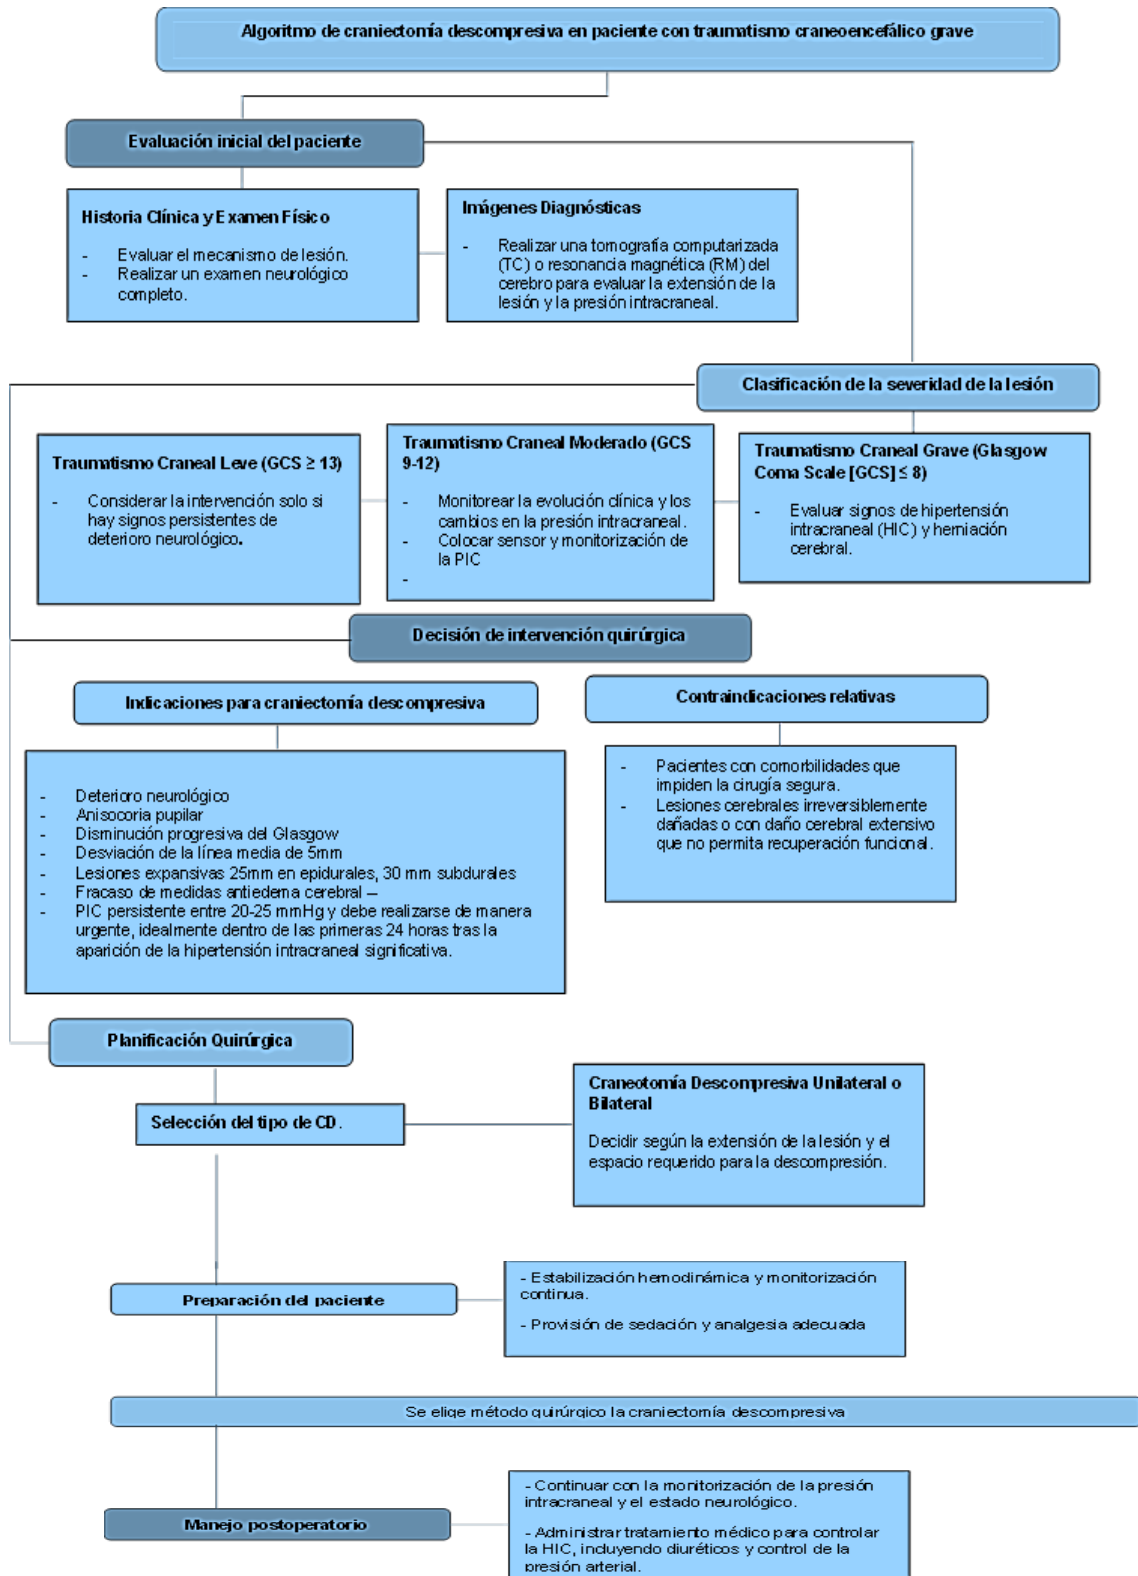 Algoritmo de craniectomía descompresiva en paciente con traumatismo craneoencefálico grave
Evaluación inicial del paciente
Historia Clínica y Examen Físico
- Evaluar el mecanismo de lesión.
- Realizar un examen neurológico
completo.
Imágenes Diagnósticas
- Realizar una tomografía computarizada
(TC) o resonancia magnética (RM) del
cerebro para evaluar la extensión de la
lesión y la presión intracraneal.
Clasificación de la severidad de la lesión
Traumatismo Craneal Leve (GCS ≥ 13)
- Considerar la intervención solo si
hay signos persistentes de
deterioro neurológico.
Traumatismo Craneal Moderado (GCS
9-12)
- Monitorear la evolución clínica y los
cambios en la presión intracraneal.
- Colocar sensor y monitorización de
la PIC
-
Traumatismo Craneal Grave (Glasgow
Coma Scale [GCS] ≤ 8)
- Evaluar signos de hipertensión
intracraneal (HIC) y herniación
cerebral.
Decisión de intervención quirúrgica
Indicaciones para craniectomía descompresiva
- Deterioro neurológico
- Anisocoria pupilar
- Disminución progresiva del Glasgow
- Desviación de la línea media de 5mm
- Lesiones expansivas 25mm en epidurales, 30 mm subdurales
- Fracaso de medidas antiedema cerebral –
- PIC persistente entre 20-25 mmHg y debe realizarse de manera
urgente, idealmente dentro de las primeras 24 horas tras la
aparición de la hipertensión intracraneal significativa.
Contraindicaciones relativas
- Pacientes con comorbilidades que
impiden la cirugía segura.
- Lesiones cerebrales irreversiblemente
dañadas o con daño cerebral extensivo
que no permita recuperación funcional.
Planificación Quirúrgica
Selección del tipo de CD.
Craneotomía Descompresiva Unilateral o
Bilateral
Decidir según la extensión de la lesión y el
espacio requerido para la descompresión.
Preparación del paciente
- Estabilización hemodinámica y monitorización
continua.
- Provisión de sedación y analgesia adecuada
Se elige método quirúrgico la craniectomía descompresiva
Manejo postoperatorio
- Continuar con la monitorización de la presión
intracraneal y el estado neurológico.
- Administrar tratamiento médico para controlar
la HIC, incluyendo diuréticos y control de la
presión arterial.